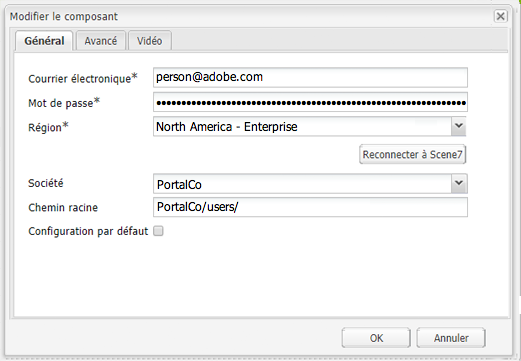 Modifier le composant
Général Avancé Vidéo
Courrier électronique* person@adobe.com
Mot de passe* ••••••••••••••••••••••••••••••••••••••••••••••••••••••••••••••
Région* North America - Enterprise
Reconnecter à Scene7
Société PortalCo
Chemin racine PortalCo/users/
Configuration par défaut
OK Annuler